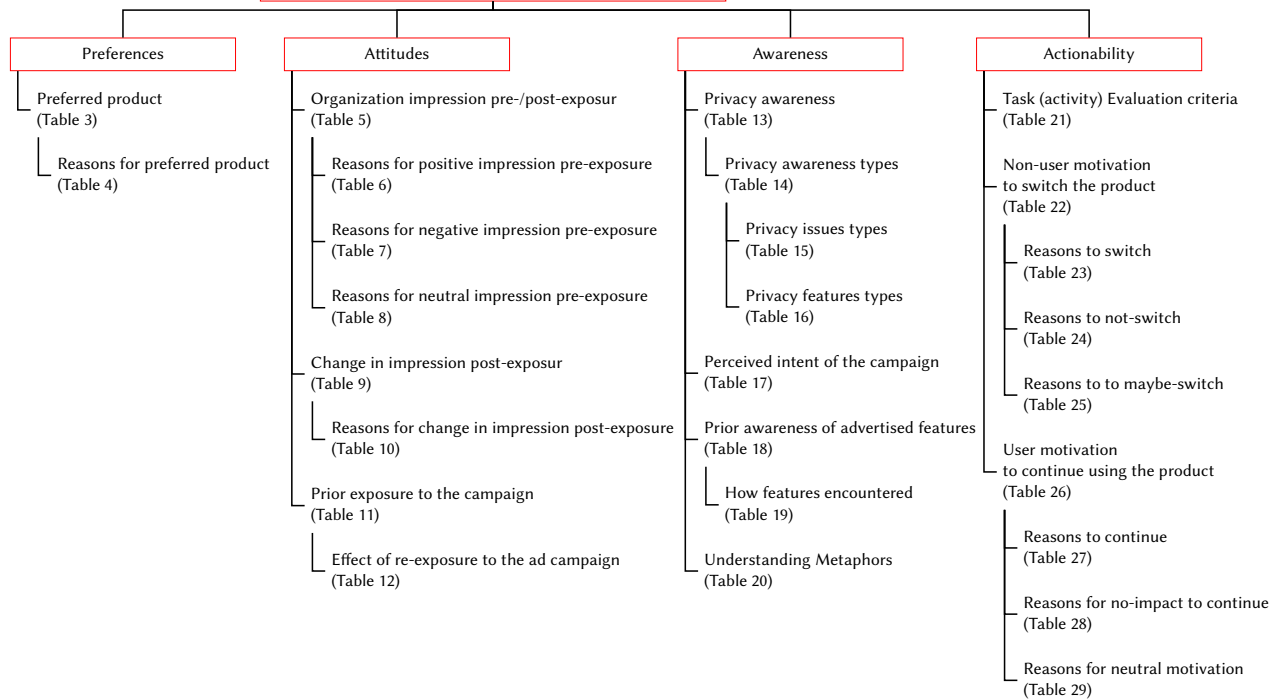 Preferences
Preferred product
(Table 3)
Reasons for preferred product
(Table 4)
Attitudes
Organization impression pre-/post-exposur
(Table 5)
Reasons for positive impression pre-exposure
(Table 6)
Reasons for negative impression pre-exposure
(Table 7)
Reasons for neutral impression pre-exposure
(Table 8)
Change in impression post-exposur
(Table 9)
Reasons for change in impression post-exposure
(Table 10)
Prior exposure to the campaign
(Table 11)
Effect of re-exposure to the ad campaign
(Table 12)
Awareness
Privacy awareness
(Table 13)
Privacy awareness types
(Table 14)
Privacy issues types
(Table 15)
Privacy features types
(Table 16)
Perceived intent of the campaign
(Table 17)
Prior awareness of advertised features
(Table 18)
How features encountered
(Table 19)
Understanding Metaphors
(Table 20)
Actionability
Task (activity) Evaluation criteria
(Table 21)
Non-user motivation
to switch the product
(Table 22)
Reasons to switch
(Table 23)
Reasons to not-switch
(Table 24)
Reasons to to maybe-switch
(Table 25)
User motivation
to continue using the product
(Table 26)
Reasons to continue
(Table 27)
Reasons for no-impact to continue
(Table 28)
Reasons for neutral motivation
(Table 29)